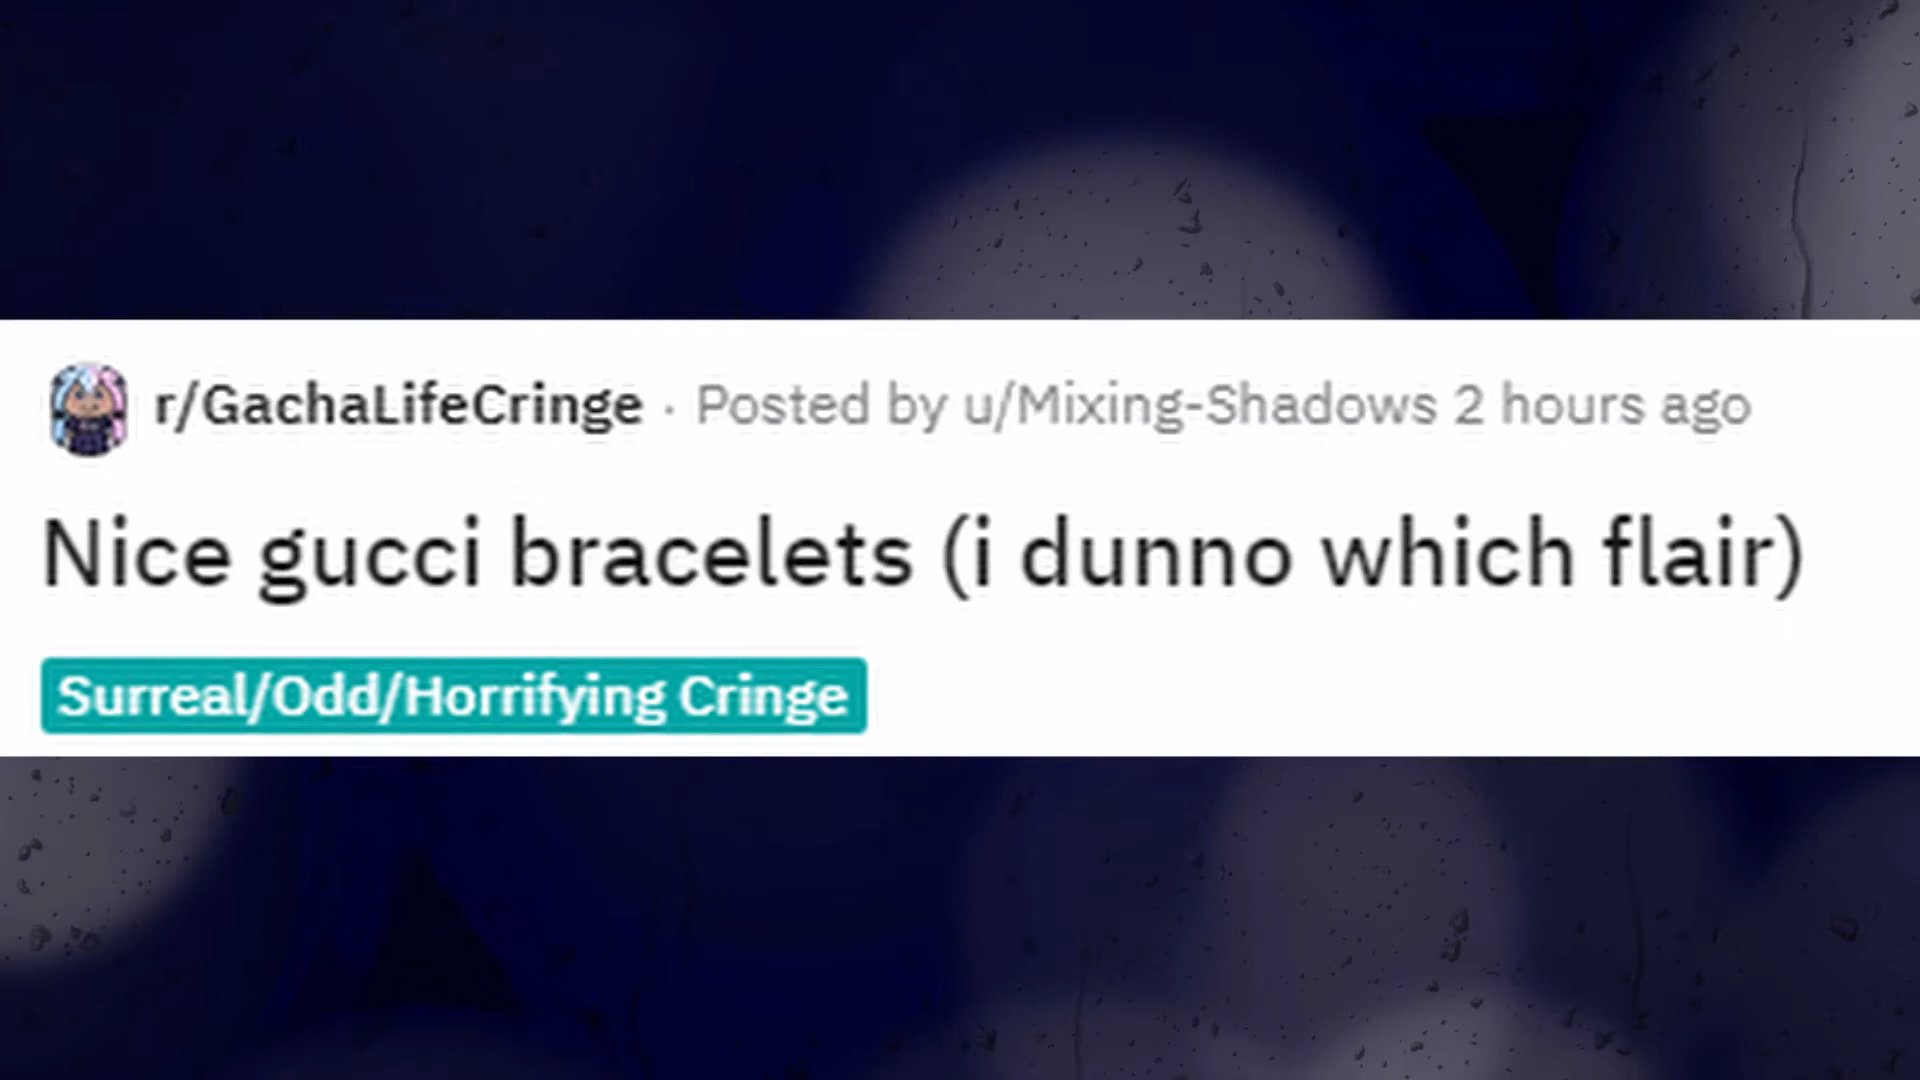 r/GachaLifeCringe · Posted by u/Mixing-Shadows 2 hours ago
Nice gucci bracelets (i dunno which flair)
Surreal/Odd/Horrifying Cringe